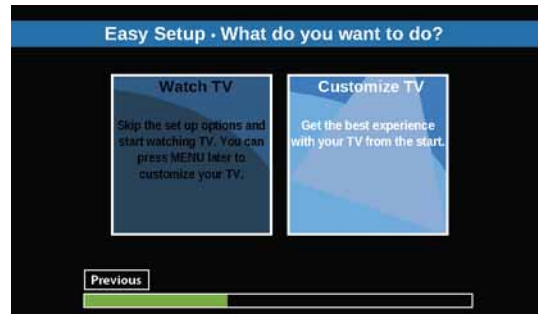 Easy Setup • What do you want to do?
Watch TV
Skip the set up options and
start watching TV. You can
press MENU later to
customize your TV.
Customize TV
Get the best experience
with your TV from the start.
Previous